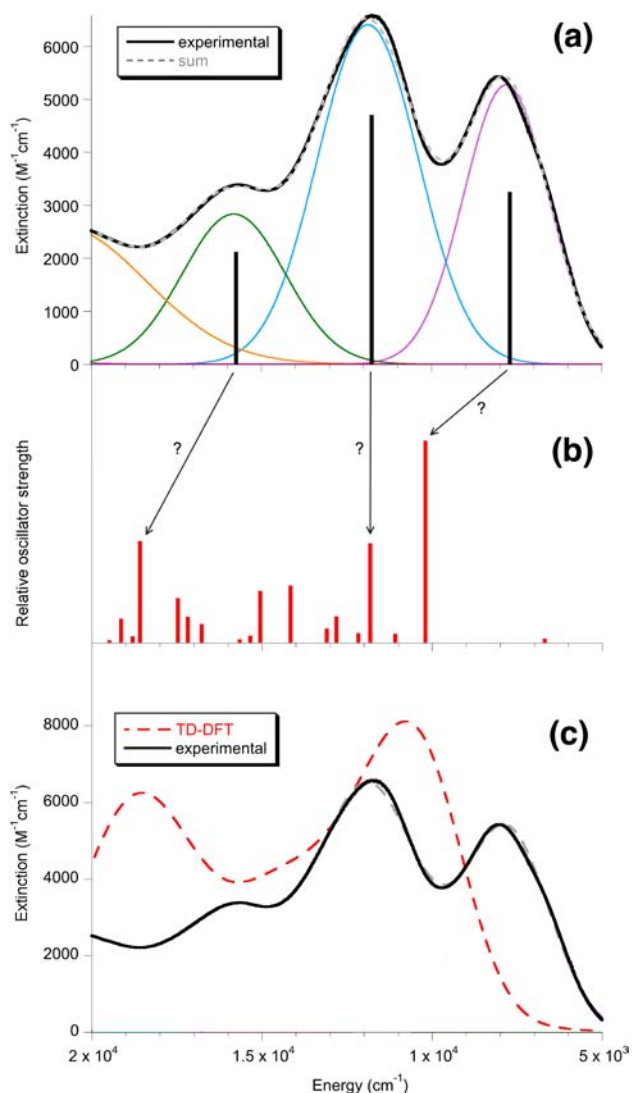 (a)
experimental
sum
6000
5000
4000
3000
2000
1000
0
Extinction (M⁻¹cm⁻¹)
? ? ?
(b)
Relative oscillator strength
(c)
TD-DFT
experimental
8000
6000
4000
2000
0
Extinction (M⁻¹cm⁻¹)
2 x 10⁴ 1.5 x 10⁴ 1 x 10⁴ 5 x 10³
Energy (cm⁻¹)